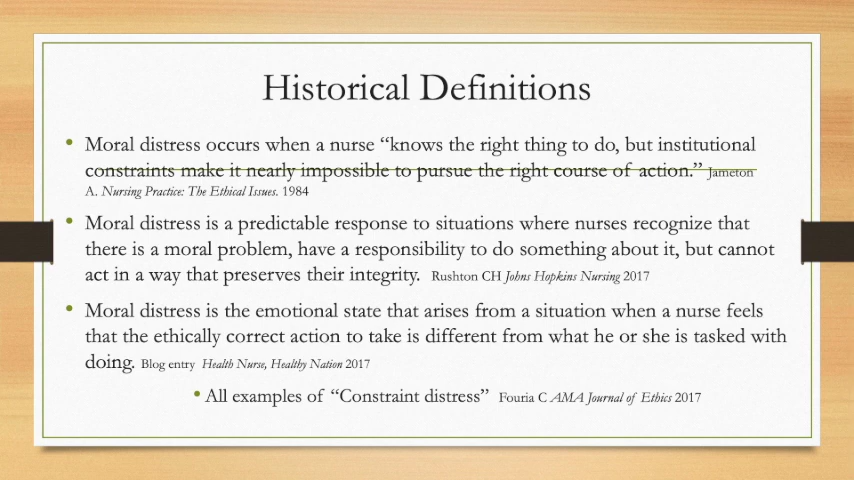 Historical Definitions
• Moral distress occurs when a nurse “knows the right thing to do, but institutional
constraints make it nearly impossible to pursue the right course of action.” Jameton
A. Nursing Practice: The Ethical Issues. 1984
• Moral distress is a predictable response to situations where nurses recognize that
there is a moral problem, have a responsibility to do something about it, but cannot
act in a way that preserves their integrity. Rushton CH Johns Hopkins Nursing 2017
• Moral distress is the emotional state that arises from a situation when a nurse feels
that the ethically correct action to take is different from what he or she is tasked with
doing. Blog entry Health Nurse, Healthy Nation 2017
• All examples of “Constraint distress” Fouria C AMA Journal of Ethics 2017